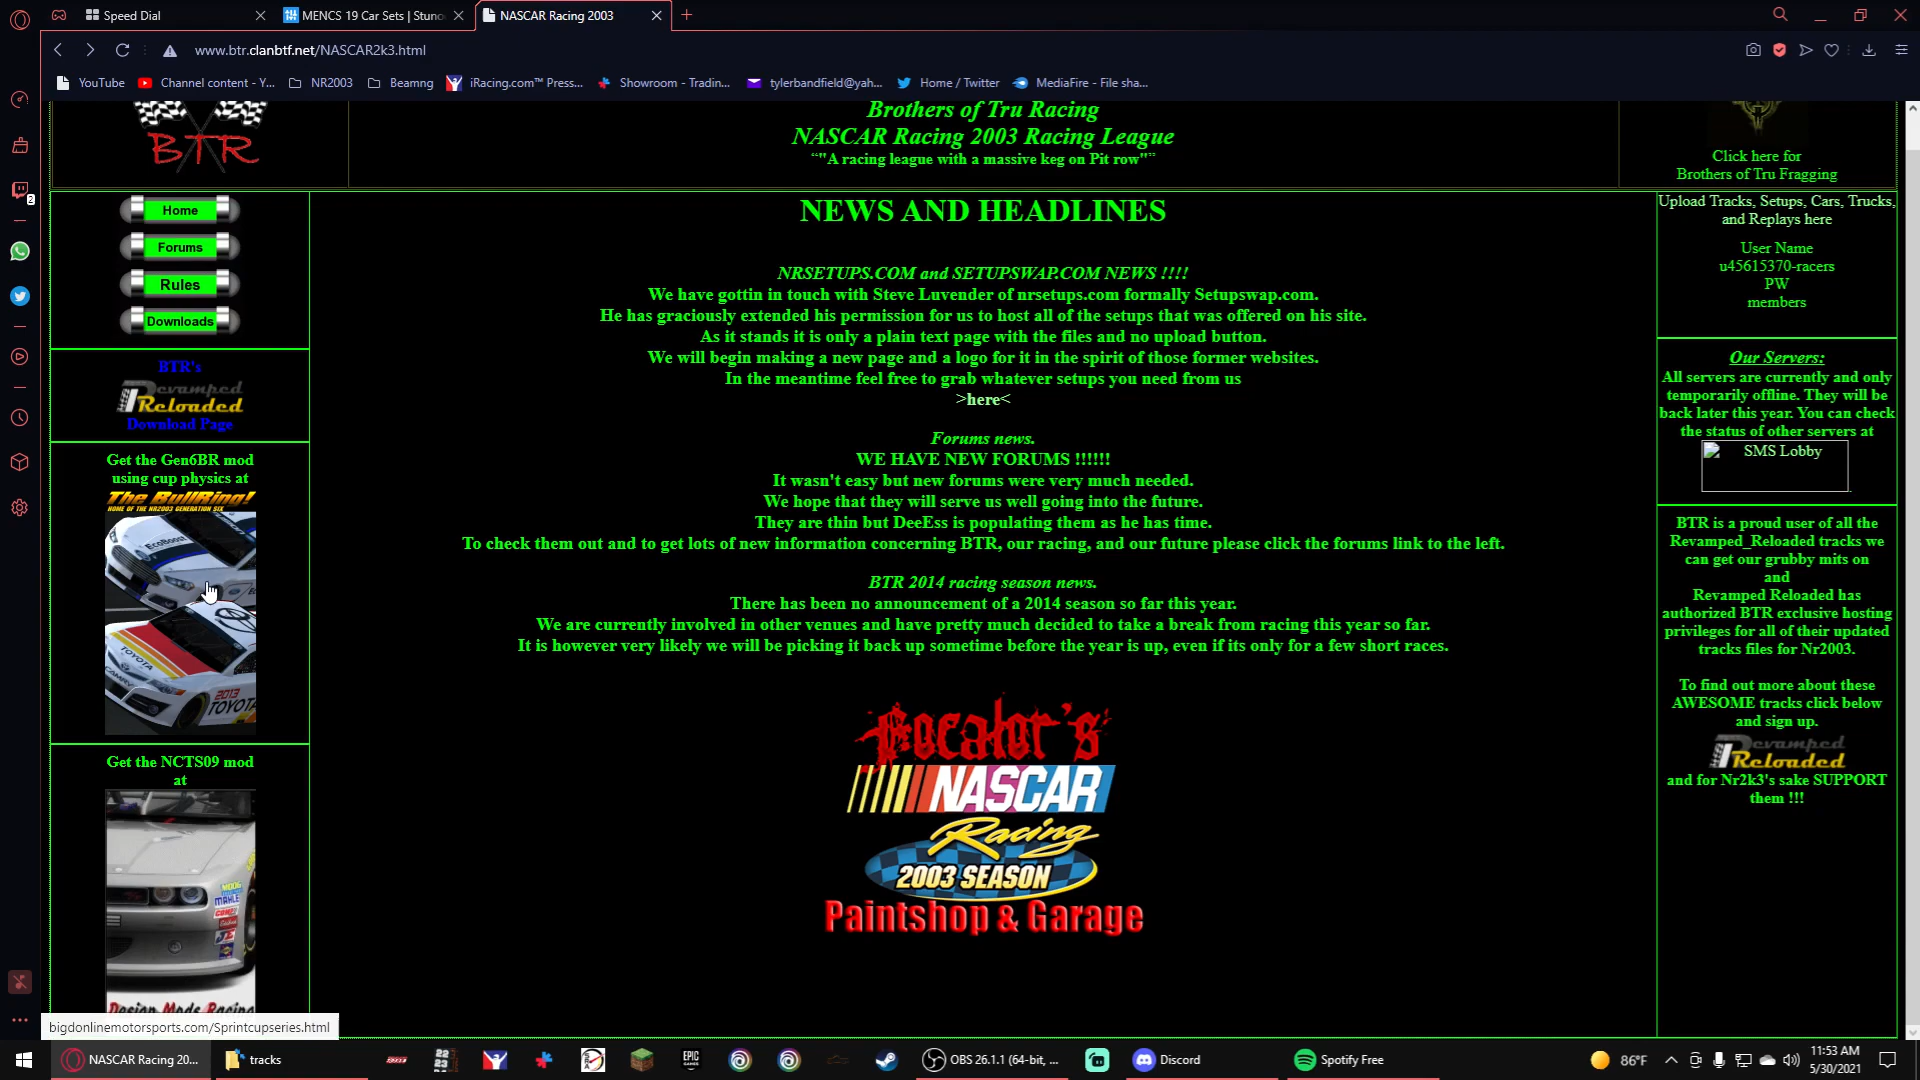 Speed Dial
MENCS 19 Car Sets | Stuno
NASCAR Racing 2003
www.btr.clanbtf.net/NASCAR2k3.html
YouTube
Channel content - Y...
NR2003
Beamng
iRacing.com™ Press...
Showroom - Tradin...
tylerbandfield@yah...
Home / Twitter
MediaFire - File sha...
BTR
Brothers of Tru Racing
NASCAR Racing 2003 Racing League
“"A racing league with a massive keg on Pit row"”
Click here for
Brothers of Tru Fragging
Home
Forums
Rules
Downloads
BTR's
Revamped
Reloaded
Download Page
Get the Gen6BR mod
using cup physics at
The BullRing!
HOME OF THE NR2003 GENERATION SIX
EcoBoost
TOYOTA
CAMRY
2013
TOYOTA
Get the NCTS09 mod
at
MOOG
MAHLE
Design Mods Racing
bigdonlinemotorsports.com/Sprintcupseries.html
NEWS AND HEADLINES
NRSETUPS.COM and SETUPSWAP.COM NEWS !!!!
We have gottin in touch with Steve Luvender of nrsetups.com formally Setupswap.com.
He has graciously extended his permission for us to host all of the setups that was offered on his site.
As it stands it is only a plain text page with the files and no upload button.
We will begin making a new page and a logo for it in the spirit of those former websites.
In the meantime feel free to grab whatever setups you need from us
>here<
Forums news.
WE HAVE NEW FORUMS !!!!!!
It wasn't easy but new forums were very much needed.
We hope that they will serve us well going into the future.
They are thin but DeeEss is populating them as he has time.
To check them out and to get lots of new information concerning BTR, our racing, and our future please click the forums link to the left.
BTR 2014 racing season news.
There has been no announcement of a 2014 season so far this year.
We are currently involved in other venues and have pretty much decided to take a break from racing this year so far.
It is however very likely we will be picking it back up sometime before the year is up, even if its only for a few short races.
Focalor's
NASCAR
Racing
2003 SEASON
Paintshop & Garage
Upload Tracks, Setups, Cars, Trucks,
and Replays here
User Name
u45615370-racers
PW
members
Our Servers:
All servers are currently and only
temporarily offline. They will be
back later this year. You can check
the status of other servers at
SMS Lobby
BTR is a proud user of all the
Revamped_Reloaded tracks we
can get our grubby mits on
and
Revamped Reloaded has
authorized BTR exclusive hosting
privileges for all of their updated
tracks files for Nr2003.
To find out more about these
AWESOME tracks click below
and sign up.
Revamped
Reloaded
and for Nr2k3's sake SUPPORT
them !!!
2
NASCAR Racing 20...
tracks
22
23
EPIC
GAMES
OBS 26.1.1 (64-bit, ...
Discord
Spotify Free
86°F
11:53 AM
5/30/2021